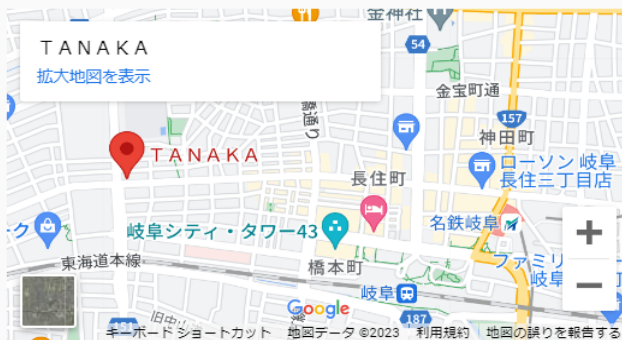 金神社
TANAKA
拡大地図を表示
54
金宝町通
157
神田町
TANAKA
ローソン 岐阜
長住三丁目店
長住町
ーク
岐阜シティ・タワー43
名鉄岐阜
東海道本線
橋本町
ファミリ
岐阜
岐阜
Google
187
キーボード ショートカット
地図データ ©2023
利用規約
地図の誤りを報告する